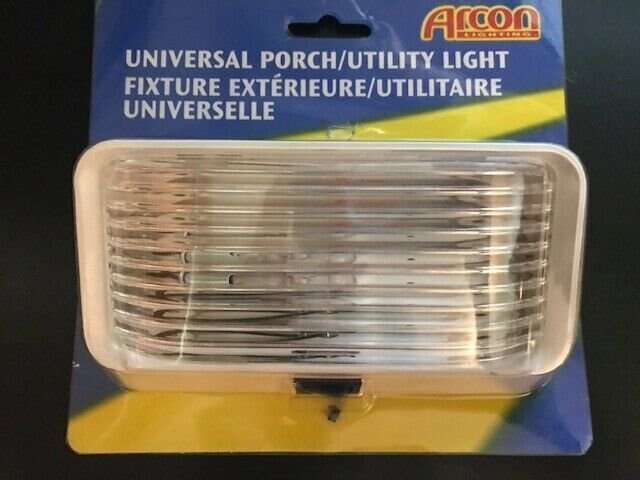 Arcon
LIGHTING
UNIVERSAL PORCH/UTILITY LIGHT
FIXTURE EXTÉRIEURE/UTILITAIRE
UNIVERSELLE